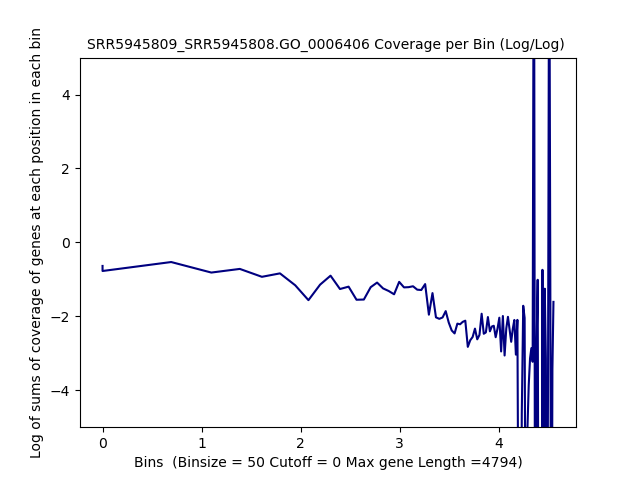 SRR5945809_SRR5945808.GO_0006406 Coverage per Bin (Log/Log)
Log of sums of coverage of genes at each position in each bin
4
2
0
−2
−4
0 1 2 3 4
Bins  (Binsize = 50 Cutoff = 0 Max gene Length =4794)